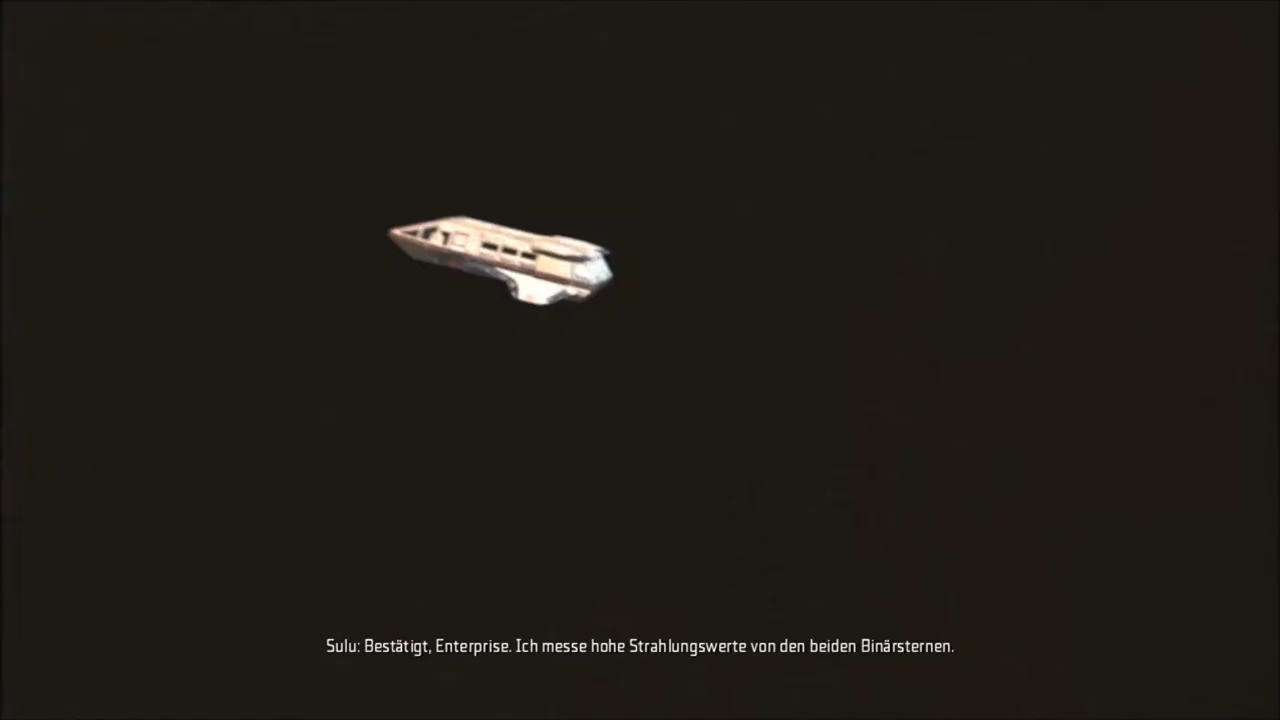 Sulu: Bestätigt, Enterprise. Ich messe hohe Strahlungswerte von den beiden Binärsternen.